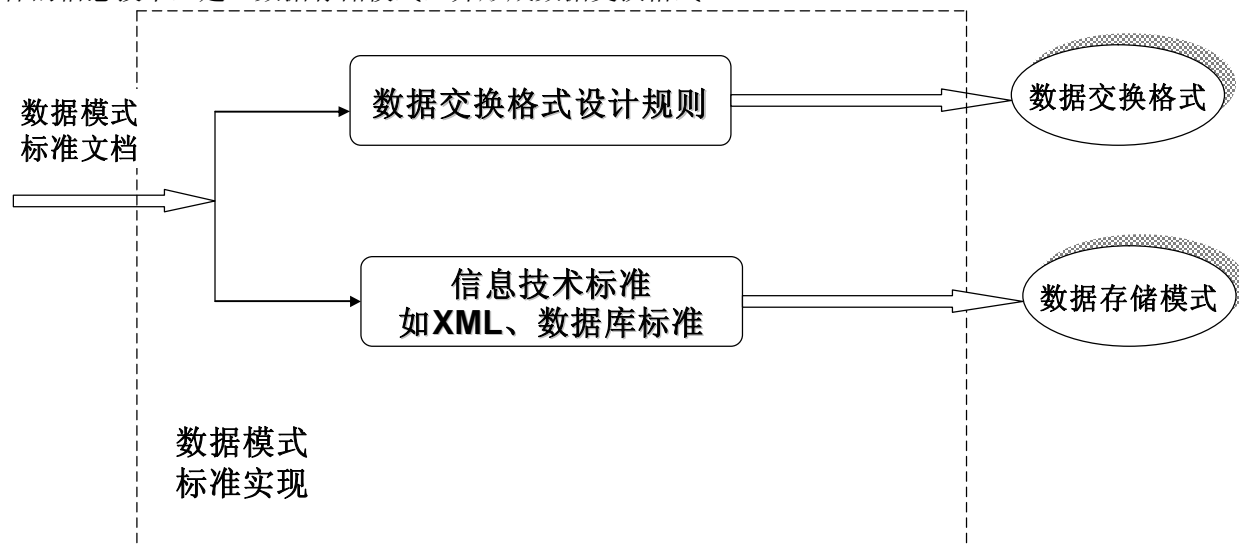 数据模式
标准文档
数据交换格式设计规则
数据交换格式
信息技术标准
如XML、数据库标准
数据存储模式
数据模式
标准实现